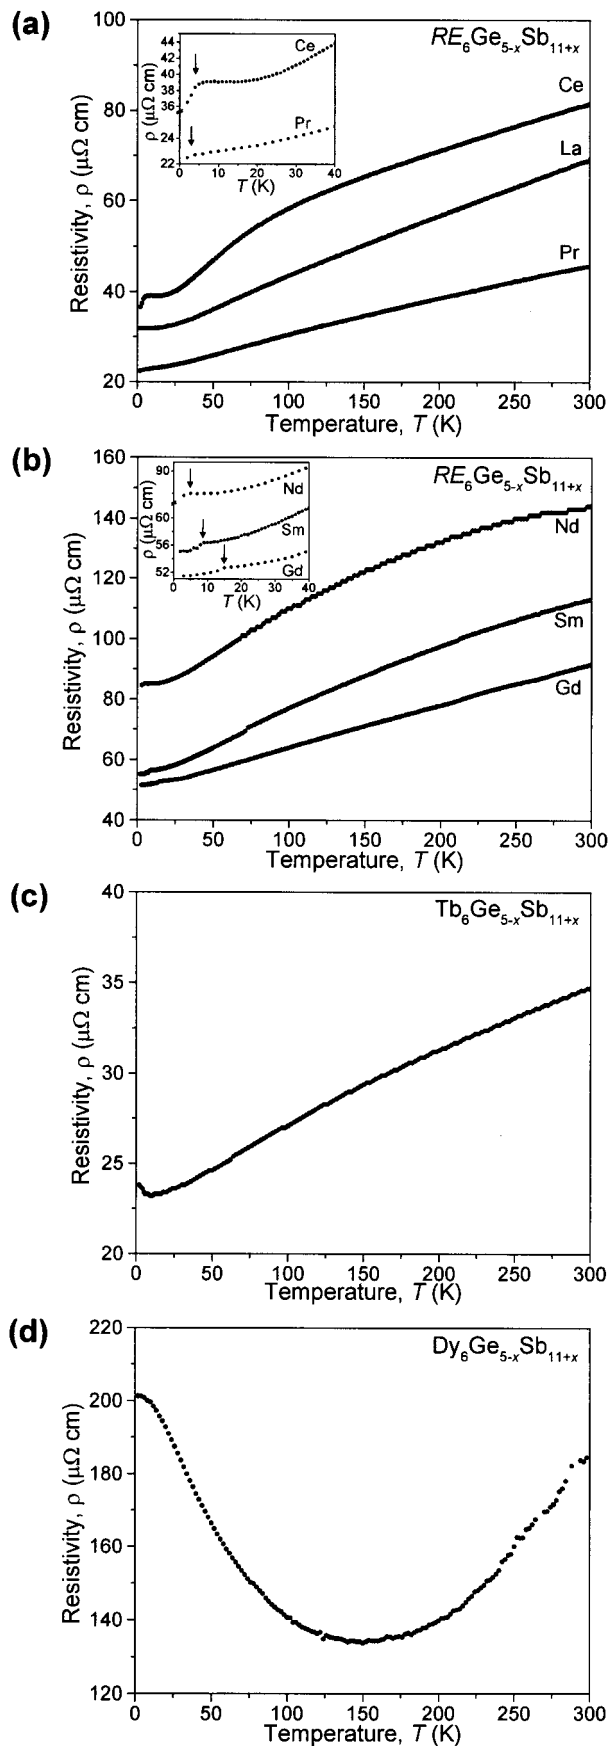 (a)
RE₆Ge₅₋ₓSb₁₁₊ₓ
Resistivity, ρ (μΩ cm)
100
80
60
40
20
Ce
La
Pr
ρ (μΩ cm)
44
42
40
38
36
24
22
Ce
Pr
0 10 20 30 40
T (K)
0 50 100 150 200 250 300
Temperature, T (K)
(b)
RE₆Ge₅₋ₓSb₁₁₊ₓ
Resistivity, ρ (μΩ cm)
160
140
120
100
80
60
40
Nd
Sm
Gd
ρ (μΩ cm)
90
60
56
52
Nd
Sm
Gd
0 10 20 30 40
T (K)
0 50 100 150 200 250 300
Temperature, T (K)
(c)
Tb₆Ge₅₋ₓSb₁₁₊ₓ
Resistivity, ρ (μΩ cm)
40
35
30
25
20
0 50 100 150 200 250 300
Temperature, T (K)
(d)
Dy₆Ge₅₋ₓSb₁₁₊ₓ
Resistivity, ρ (μΩ cm)
220
200
180
160
140
120
0 50 100 150 200 250 300
Temperature, T (K)